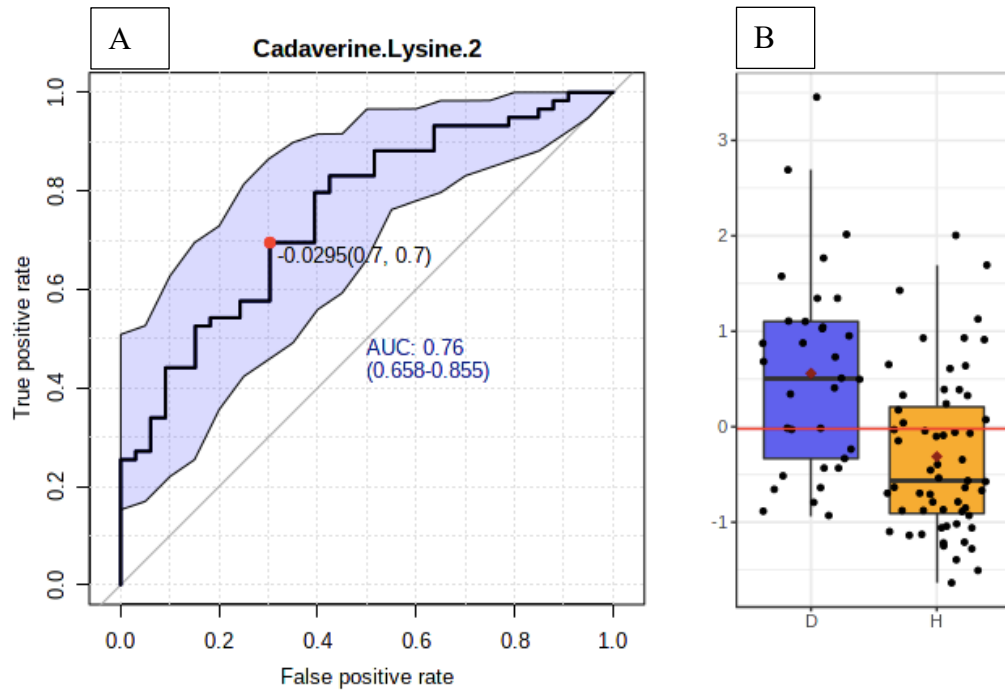 A
B
Cadaverine.Lysine.2
True positive rate
1.0
0.8
0.6
0.4
0.2
0.0
-0.0295(0.7, 0.7)
AUC: 0.76
(0.658-0.855)
0.0 0.2 0.4 0.6 0.8 1.0
False positive rate
3
2
1
0
-1
D H